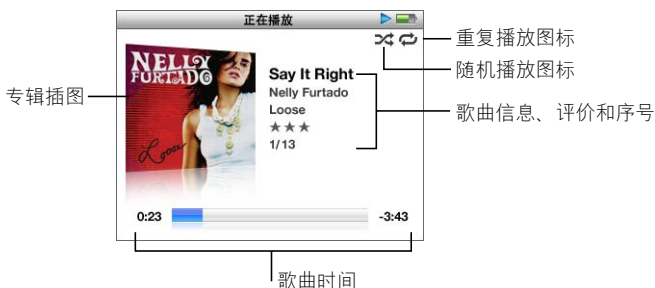 正在播放
重复播放图标
随机播放图标
专辑插图
NELLY
FURTADO
Loose
Say It Right
Nelly Furtado
Loose
★★★
1/13
歌曲信息、评价和序号
0:23
-3:43
歌曲时间